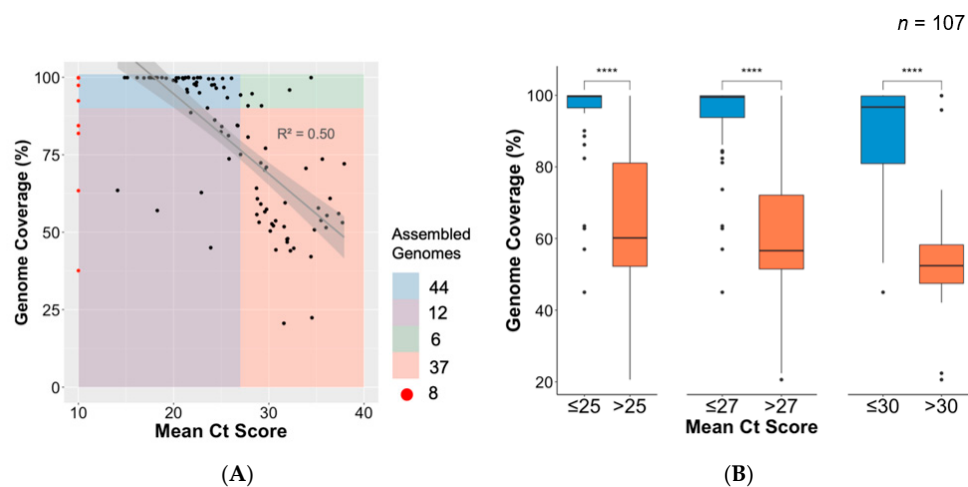 n = 107
Genome Coverage (%)
100
75
50
25
0
R² = 0.50
10 20 30 40
Mean Ct Score
Assembled
Genomes
44
12
6
37
8
(A)
Genome Coverage (%)
100
80
60
40
20
**** **** ****
≤25 >25 ≤27 >27 ≤30 >30
Mean Ct Score
(B)